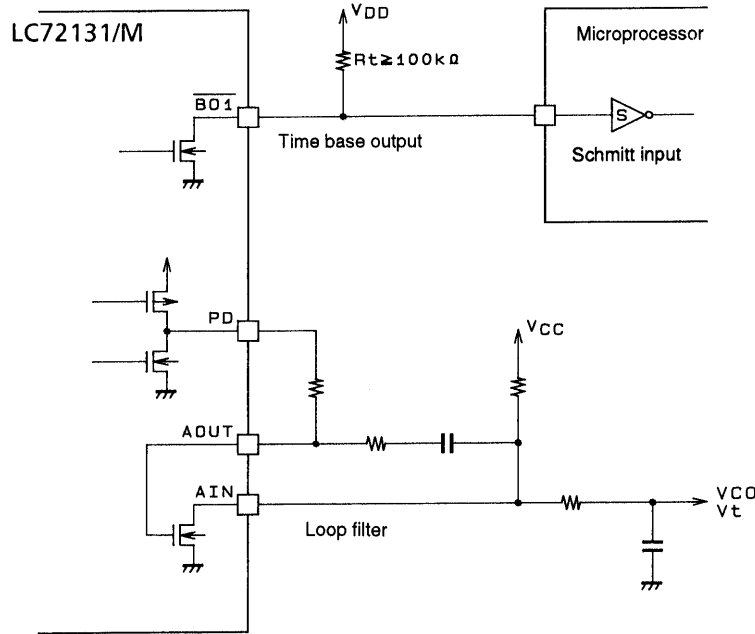 LC72131/M
VDD
Rt≥100kΩ
Microprocessor
BO1
S
Time base output
Schmitt input
PD
VCC
AOUT
AIN
VCO
Vt
Loop filter